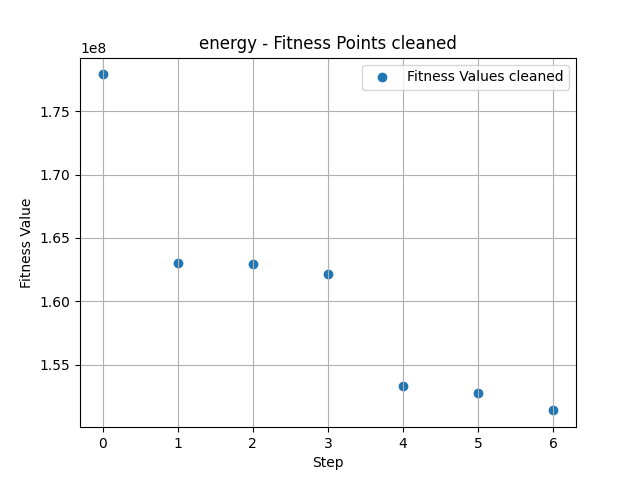 energy - Fitness Points cleaned
1e8
Fitness Values cleaned
1.75
1.70
1.65
1.60
1.55
Fitness Value
0 1 2 3 4 5 6
Step